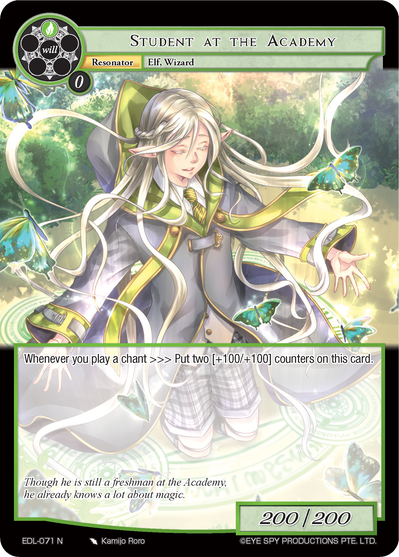 STUDENT AT THE ACADEMY
will
Resonator Elf. Wizard
0
Whenever you play a chant >>> Put two [+100/+100] counters on this card.
Though he is still a freshman at the Academy,
he already knows a lot about magic.
200/200
EDL-071 N Kamijo Roro ©EYE SPY PRODUCTIONS PTE. LTD.